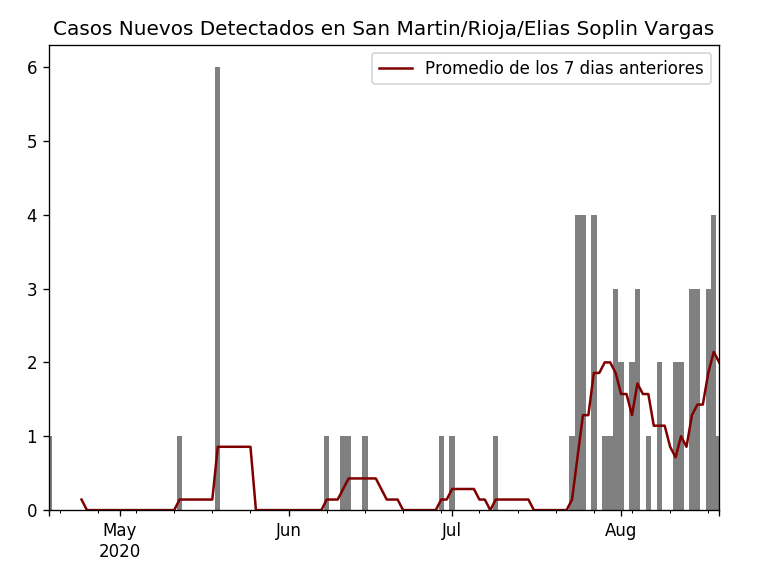 Casos Nuevos Detectados en San Martin/Rioja/Elias Soplin Vargas
Promedio de los 7 dias anteriores
6
5
4
3
2
1
0
May Jun Jul Aug
2020